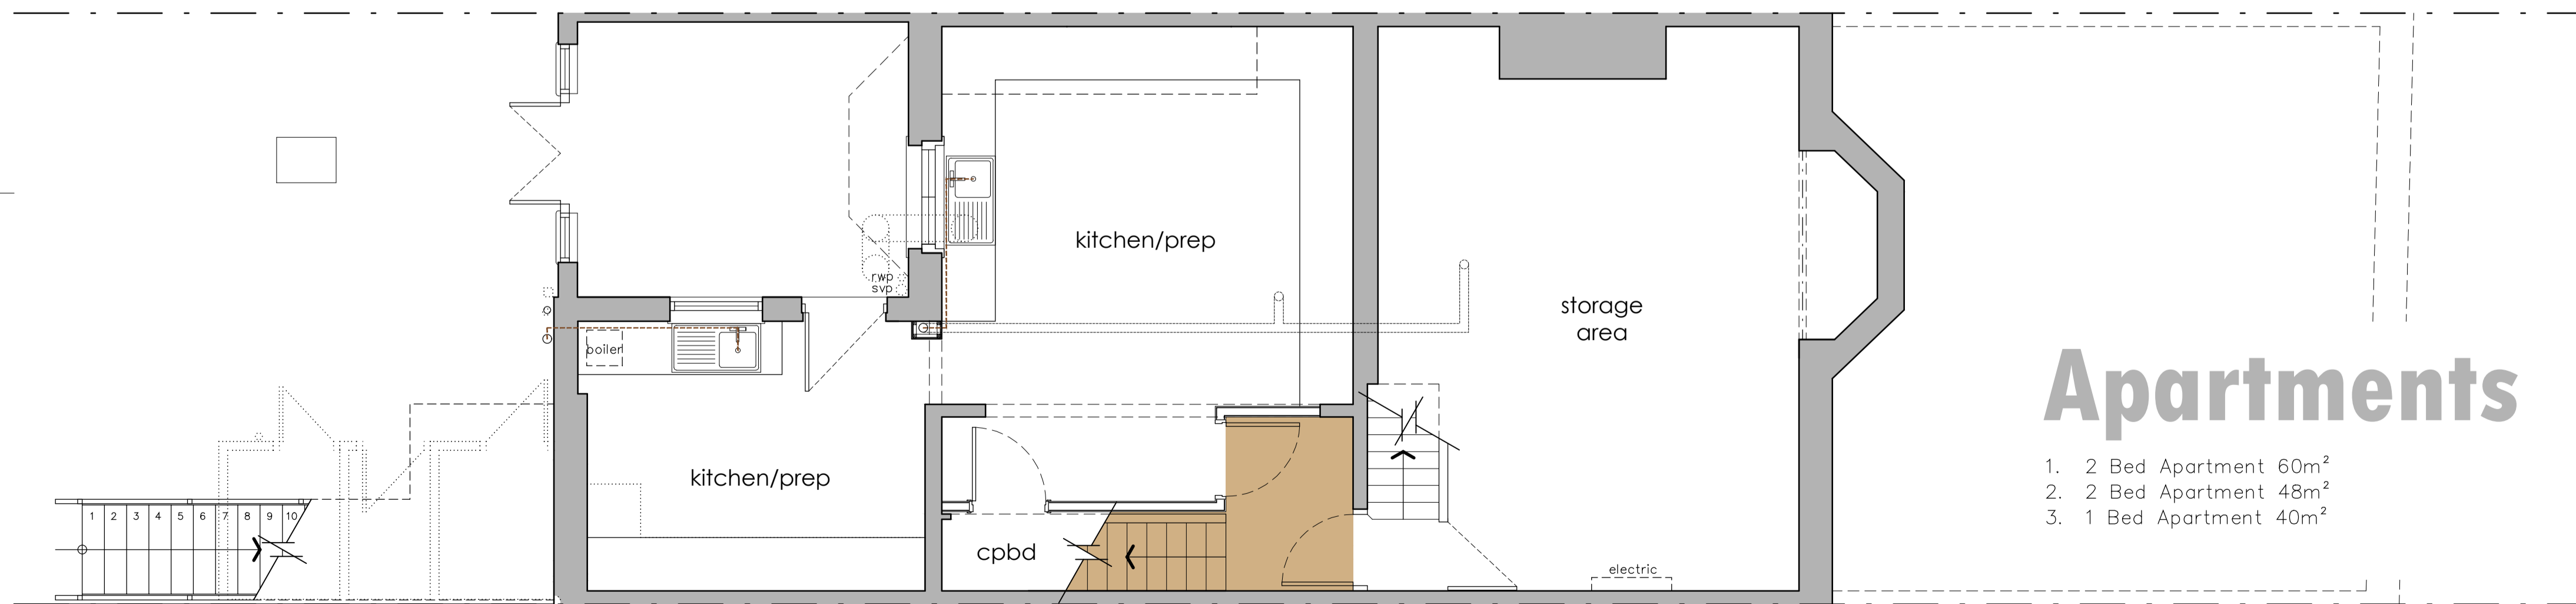 rwp
svp
kitchen/prep
boiler
kitchen/prep
storage
area
cpbd
electric
1 2 3 4 5 6 7 8 9 10
Apartments
1. 2 Bed Apartment 60m²
2. 2 Bed Apartment 48m²
3. 1 Bed Apartment 40m²